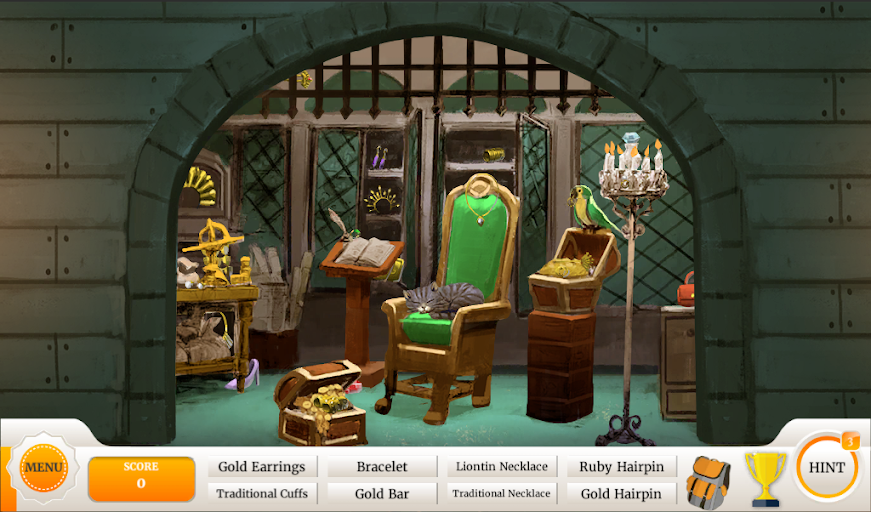 MENU
SCORE
0
Gold Earrings
Bracelet
Liontin Necklace
Ruby Hairpin
Traditional Cuffs
Gold Bar
Traditional Necklace
Gold Hairpin
HINT
3